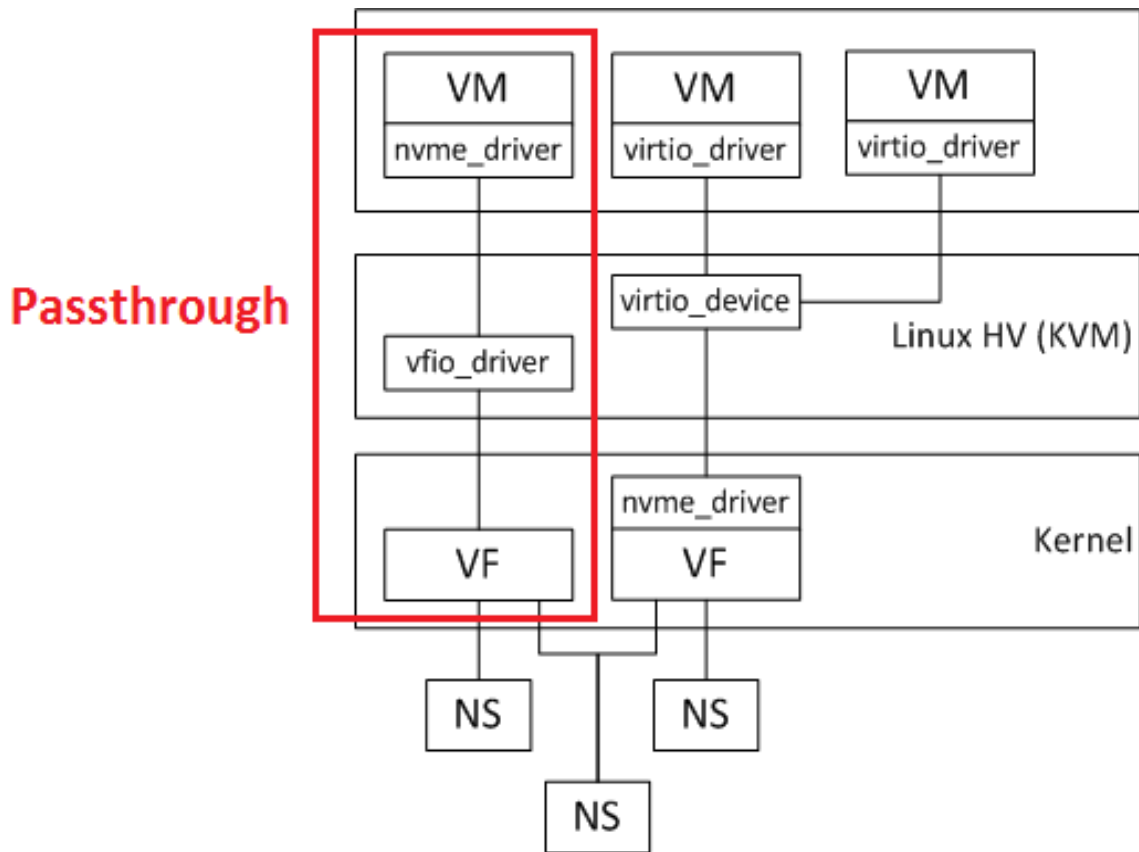 VM
nvme_driver
VM
virtio_driver
VM
virtio_driver
Passthrough
vfio_driver
virtio_device
Linux HV (KVM)
VF
nvme_driver
VF
Kernel
NS
NS
NS